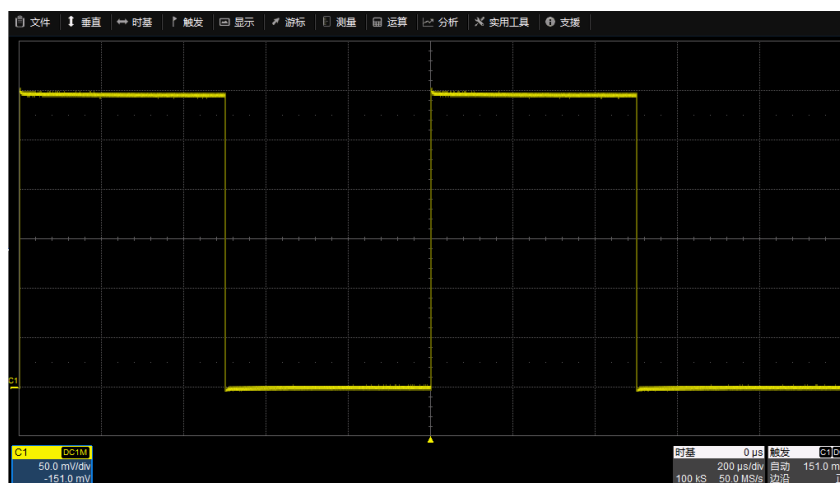 文件 垂直 时基 触发 显示 游标 测量 运算 分析 实用工具 支援
C1
C1 DC1M
50.0 mV/div
-151.0 mV
时基 0 µs
200 µs/div
100 kS 50.0 MS/s
触发 C1
自动 151.0 m
边沿